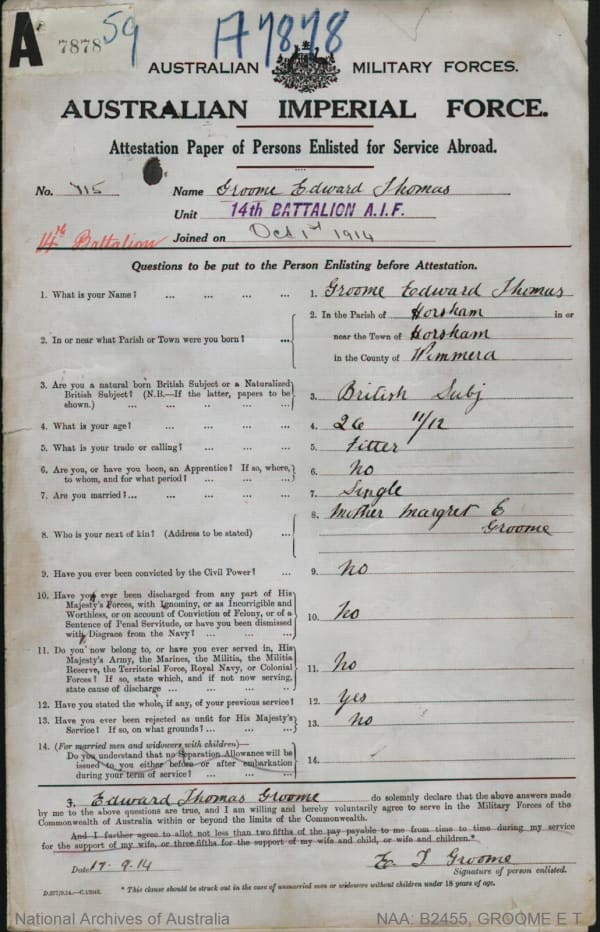 A 7878 59 A7878
AUSTRALIAN MILITARY FORCES.
AUSTRALIAN IMPERIAL FORCE.
Attestation Paper of Persons Enlisted for Service Abroad.
No. 715 Name Groome Edward Thomas
Unit 14th BATTALION A.I.F.
14th Battalion Joined on Oct 1st 1914
Questions to be put to the Person Enlisting before Attestation.
1. What is your Name? ... ... ... ... 1. Groome Edward Thomas
2. In or near what Parish or Town were you born? ... 2. In the Parish of Horsham in or
near the Town of Horsham
in the County of Wimmera
3. Are you a natural born British Subject or a Naturalized
British Subject? (N.B.—If the latter, papers to be
shown.) ... ... ... ... 3. British Subj
4. What is your age? ... ... ... ... 4. 26 11/12
5. What is your trade or calling? ... ... ... 5. Fitter
6. Are you, or have you been, an Apprentice? If so, where,
to whom, and for what period? ... ... ... 6. No
7. Are you married? ... ... ... ... 7. Single
8. Who is your next of kin? (Address to be stated) ... 8. Mother Margret E
Groome
9. Have you ever been convicted by the Civil Power? ... 9. No
10. Have you ever been discharged from any part of His
Majesty's Forces, with Ignominy, or as Incorrigible and
Worthless, or on account of Conviction of Felony, or of a
Sentence of Penal Servitude, or have you been dismissed
with Disgrace from the Navy? ... ... ... 10. No
11. Do you now belong to, or have you ever served in, His
Majesty's Army, the Marines, the Militia, the Militia
Reserve, the Territorial Force, Royal Navy, or Colonial
Forces? If so, state which, and if not now serving,
state cause of discharge ... ... ... ... 11. No
12. Have you stated the whole, if any, of your previous service? 12. Yes
13. Have you ever been rejected as unfit for His Majesty's
Service? If so, on what grounds? ... ... ... 13. No
14. (For married men and widowers with children)—
Do you understand that no Separation Allowance will be
issued to you either before or after embarkation
during your term of service? ... ... ... 14.
I, Edward Thomas Groome do solemnly declare that the above answers made
by me to the above questions are true, and I am willing and hereby voluntarily agree to serve in the Military Forces of the
Commonwealth of Australia within or beyond the limits of the Commonwealth.
And I further agree to allot not less than two fifths of the pay payable to me from time to time during my service
for the support of my wife, or three fifths for the support of my wife and child, or wife and children.*
Date 17.9.14 E. T Groome
Signature of person enlisted.
* This clause should be struck out in the case of unmarried men or widowers without children under 18 years of age.
National Archives of Australia NAA: B2455, GROOME E T